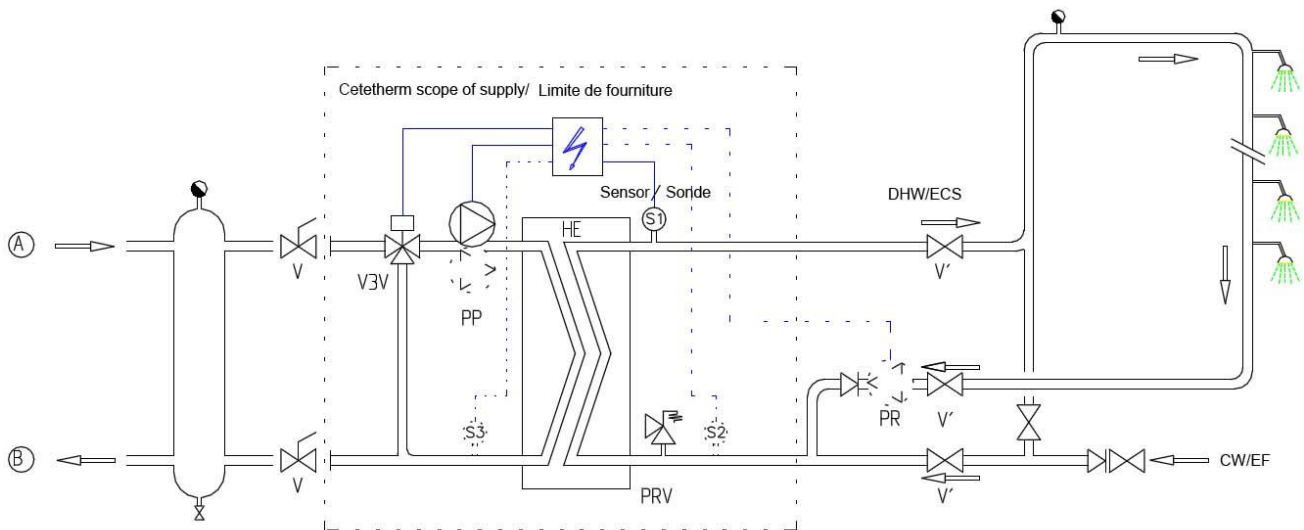 Cetetherm scope of supply/ Limite de fourniture
Sensor / Sonde
S1
DHW/ECS
HE
A
V
V3V
PP
V'
PR
V'
S3
S2
B
V
PRV
V'
CW/EF